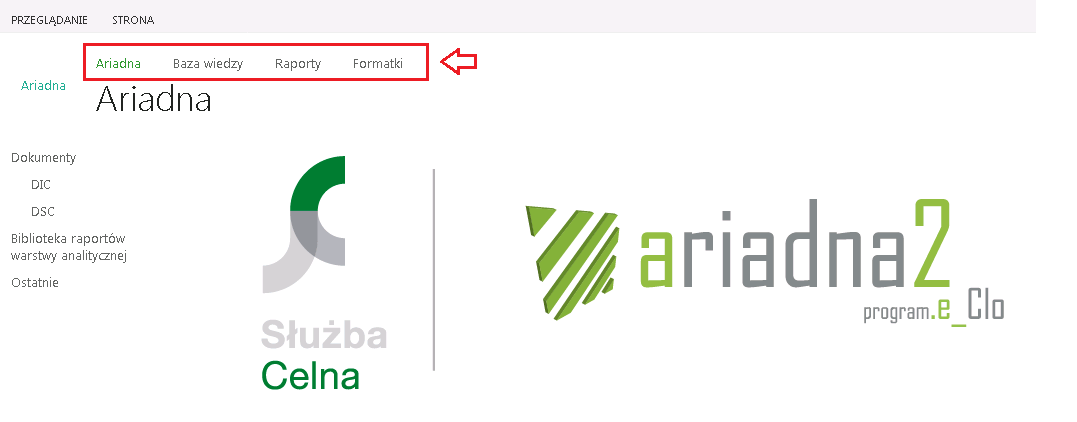 PRZEGLĄDANIE STRONA
Ariadna Baza wiedzy Raporty Formatki
Ariadna
Ariadna
Dokumenty
DIC
DSC
Biblioteka raportów
warstwy analitycznej
Ostatnie
Służba
Celna
ariadna2
program.e_Clo